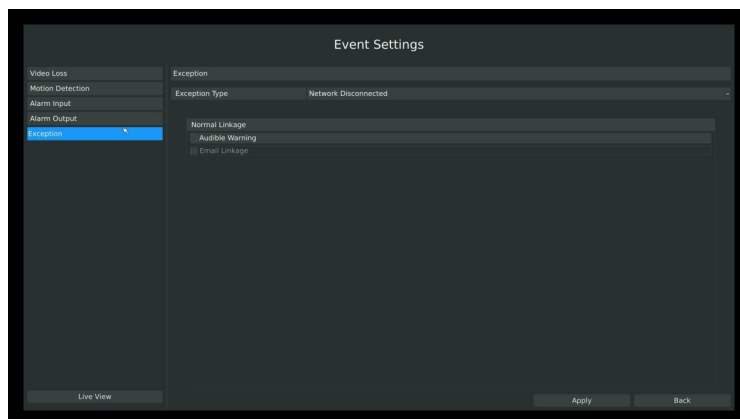 Event Settings
Video Loss
Motion Detection
Alarm Input
Alarm Output
Exception
Live View
Exception
Exception Type Network Disconnected
Normal Linkage
Audible Warning
Email Linkage
Apply Back